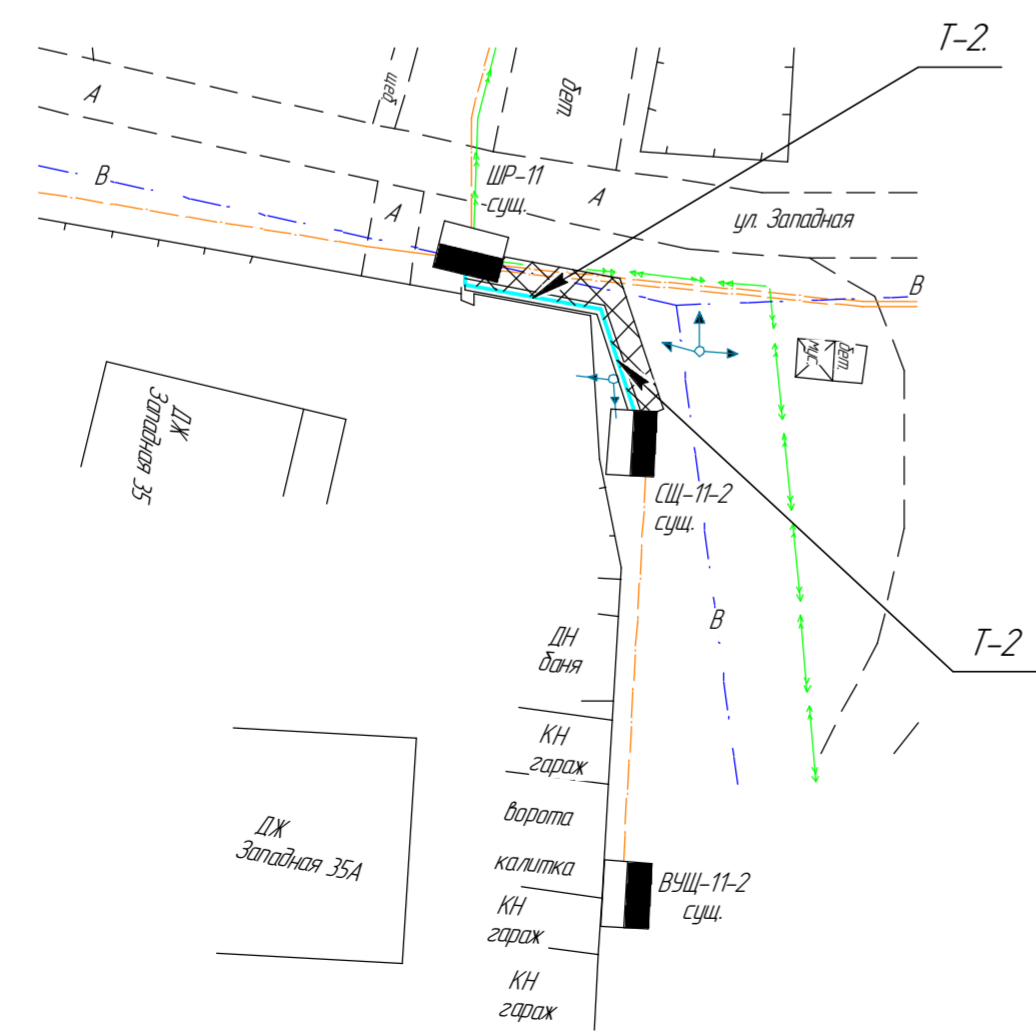 Т-2.
А
щеб.
бет.
ШР-11
сущ.
В
А
А
ул. Западная
В
бет.
мус.
ДЖ
Западная 35
СЩ-11-2
сущ.
В
ДН
баня
Т-2
КН
гараж
ворота
ДЖ
Западная 35А
калитка
ВУЩ-11-2
сущ.
КН
гараж
КН
гараж